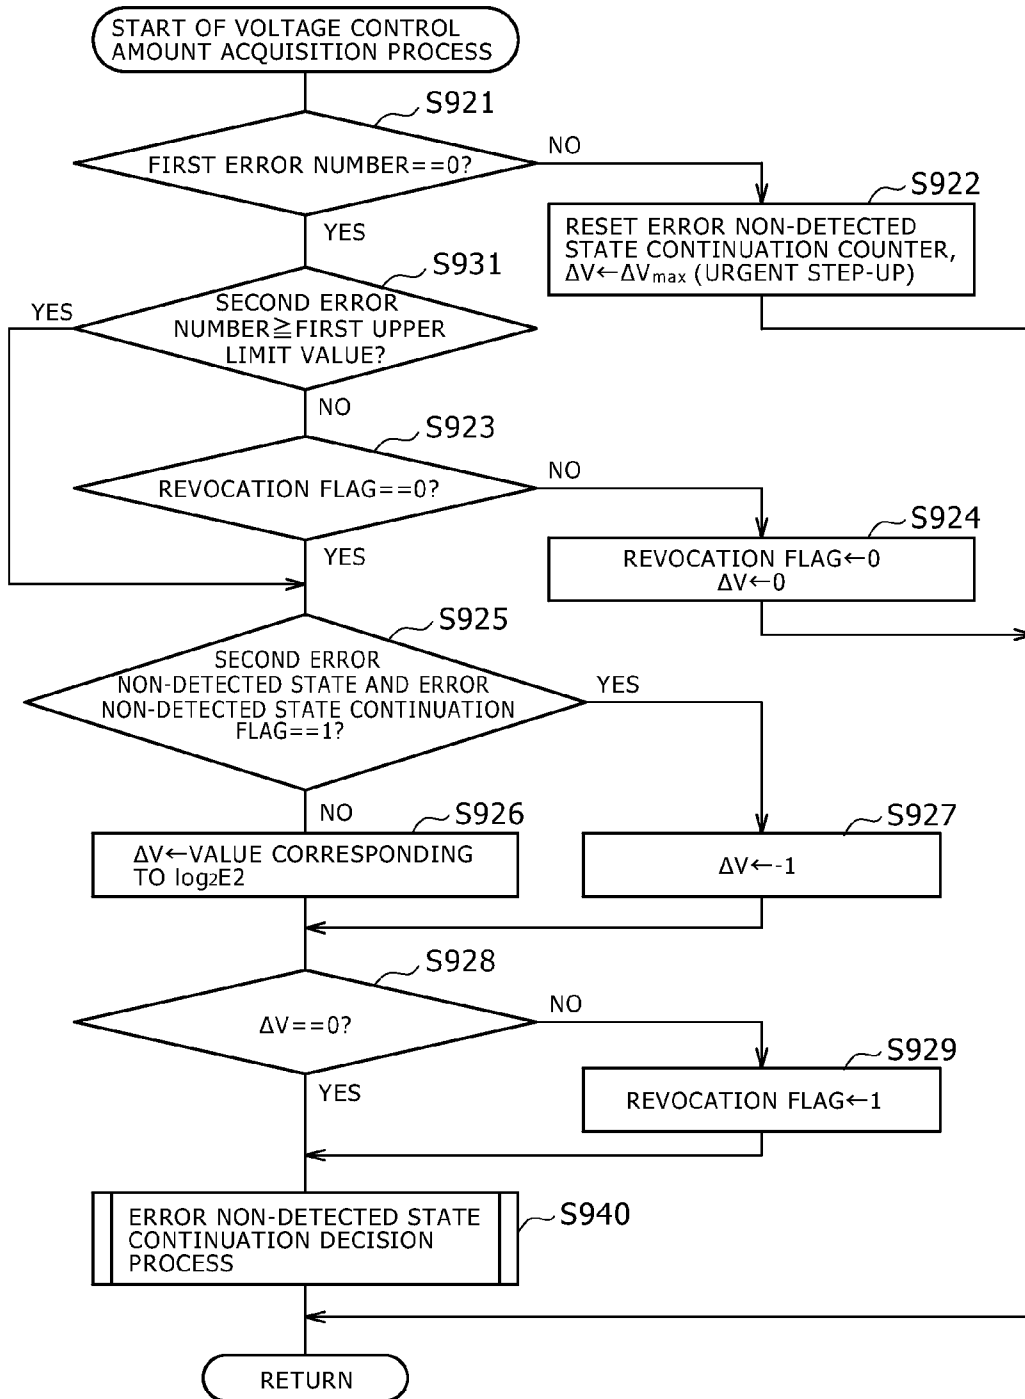 START OF VOLTAGE CONTROL
AMOUNT ACQUISITION PROCESS
S921
FIRST ERROR NUMBER==0?
NO
YES
S922
RESET ERROR NON-DETECTED
STATE CONTINUATION COUNTER,
ΔV←ΔVmax (URGENT STEP-UP)
S931
YES
SECOND ERROR
NUMBER≧FIRST UPPER
LIMIT VALUE?
NO
S923
REVOCATION FLAG==0?
NO
YES
S924
REVOCATION FLAG←0
ΔV←0
S925
SECOND ERROR
NON-DETECTED STATE AND ERROR
NON-DETECTED STATE CONTINUATION
FLAG==1?
YES
NO
S926
ΔV←VALUE CORRESPONDING
TO log₂E2
S927
ΔV←-1
S928
ΔV==0?
NO
YES
S929
REVOCATION FLAG←1
S940
ERROR NON-DETECTED STATE
CONTINUATION DECISION
PROCESS
RETURN